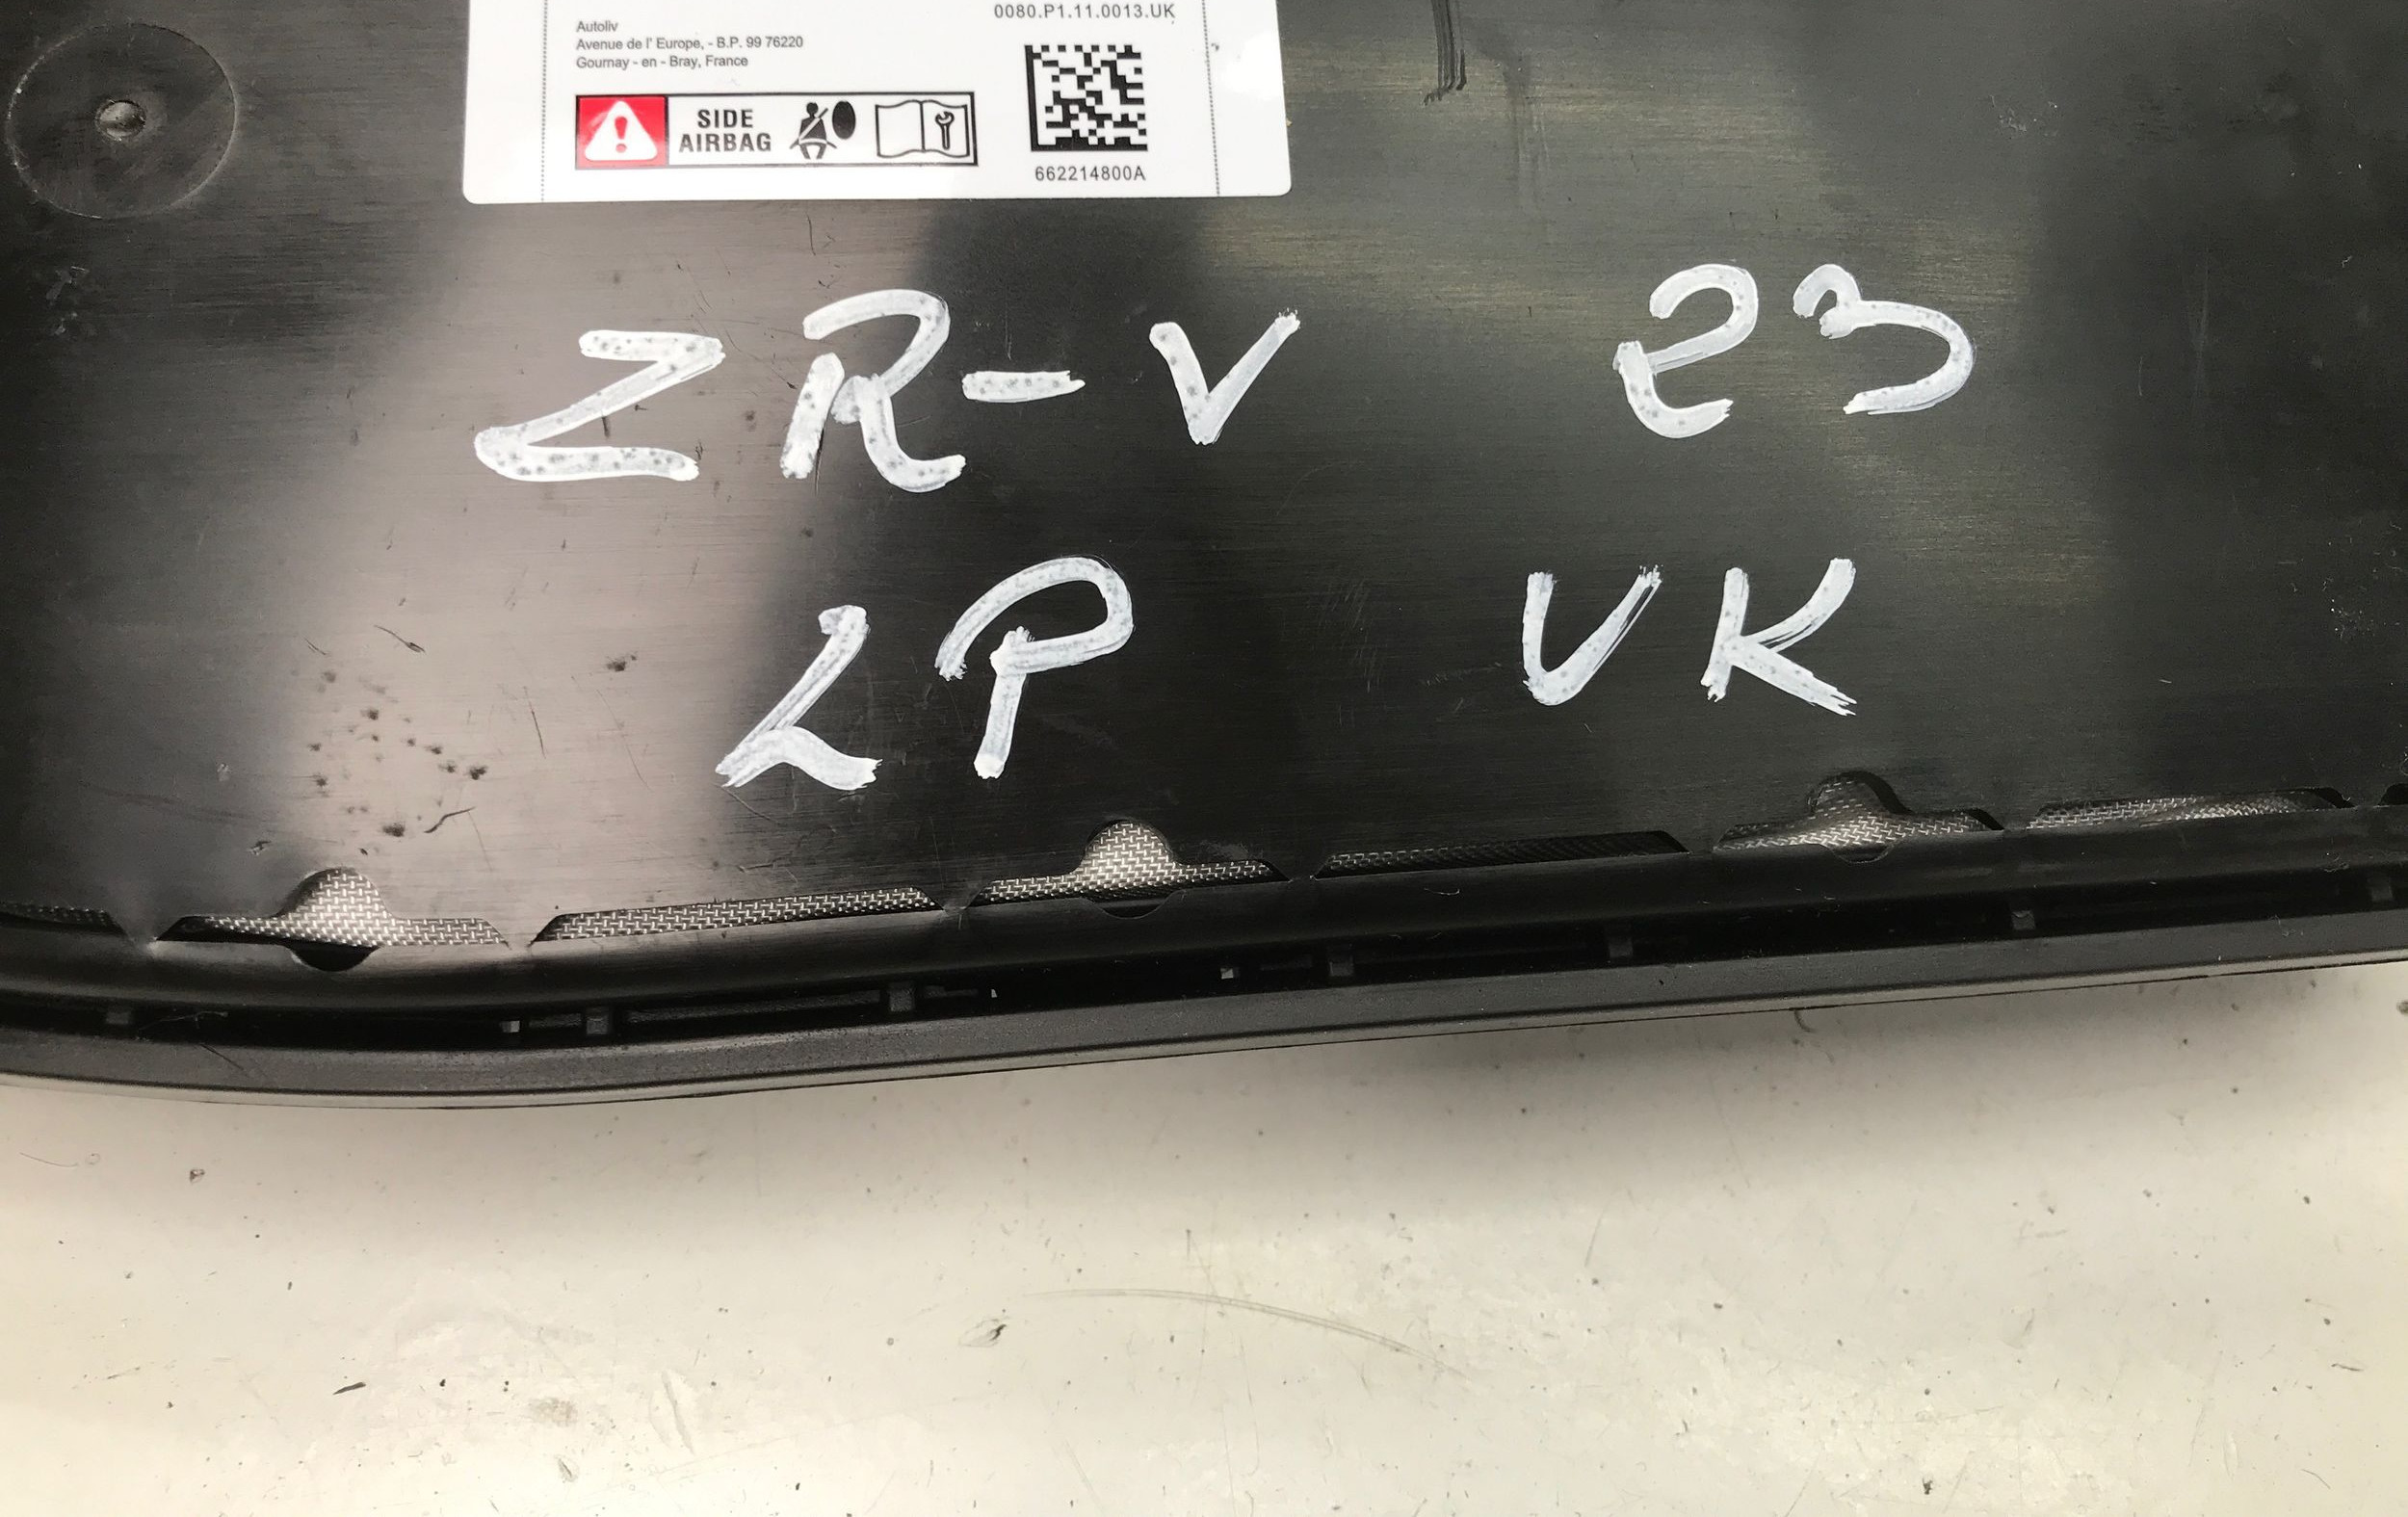 0080.P1.11.0013.UK
Autoliv
Avenue de l' Europe, - B.P. 99 76220
Gournay - en - Bray, France
SIDE
AIRBAG
662214800A
ZR-V 23
LP UK